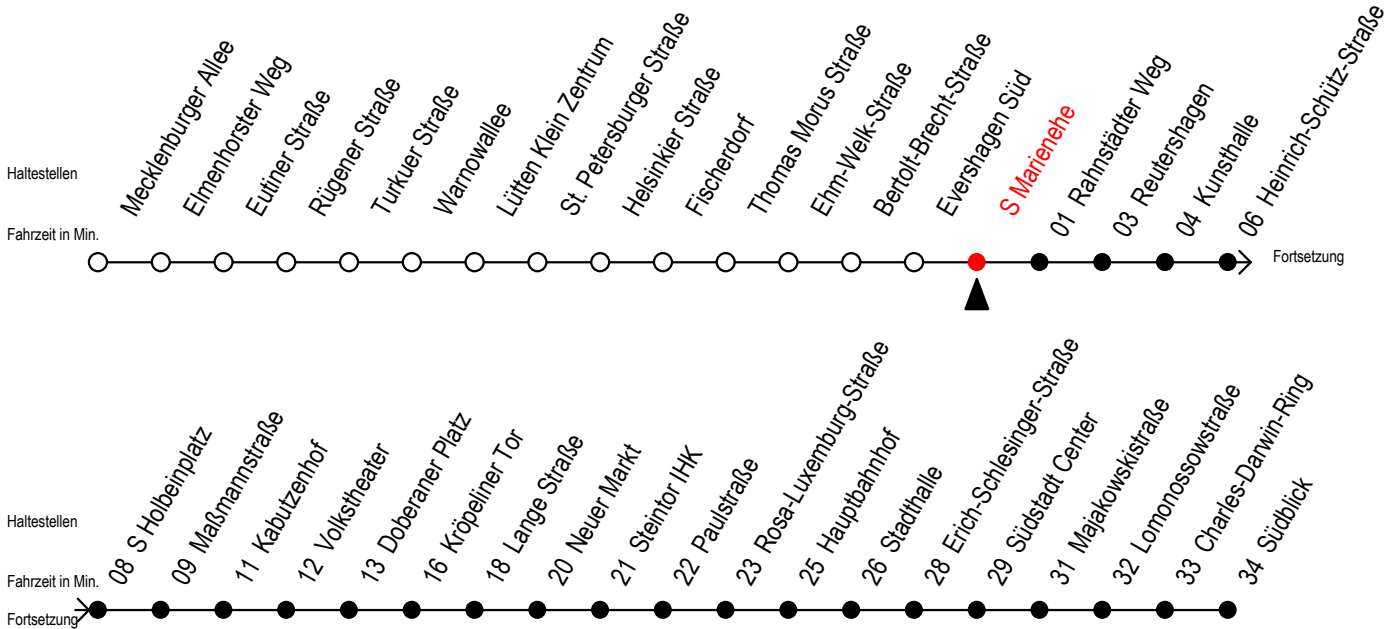 Haltestellen
Mecklenburger Allee
Elmenhorster Weg
Eutiner Straße
Rügener Straße
Turkuer Straße
Warnowallee
Lütten Klein Zentrum
St. Petersburger Straße
Helsinkier Straße
Fischerdorf
Thomas Morus Straße
Ehm-Welk-Straße
Bertolt-Brecht-Straße
Evershagen Süd
S Marienehe
01 Rahnstädter Weg
03 Reutershagen
04 Kunsthalle
06 Heinrich-Schütz-Straße
Fahrzeit in Min.
Fortsetzung
Haltestellen
08 S Holbeinplatz
09 Maßmannstraße
11 Kabutzenhof
12 Volkstheater
13 Doberaner Platz
16 Kröpeliner Tor
18 Lange Straße
20 Neuer Markt
21 Steintor IHK
22 Paulstraße
23 Rosa-Luxemburg-Straße
25 Hauptbahnhof
26 Stadthalle
28 Erich-Schlesinger-Straße
29 Südstadt Center
31 Majakowskistraße
32 Lomonossowstraße
33 Charles-Darwin-Ring
34 Südblick
Fahrzeit in Min.
Fortsetzung